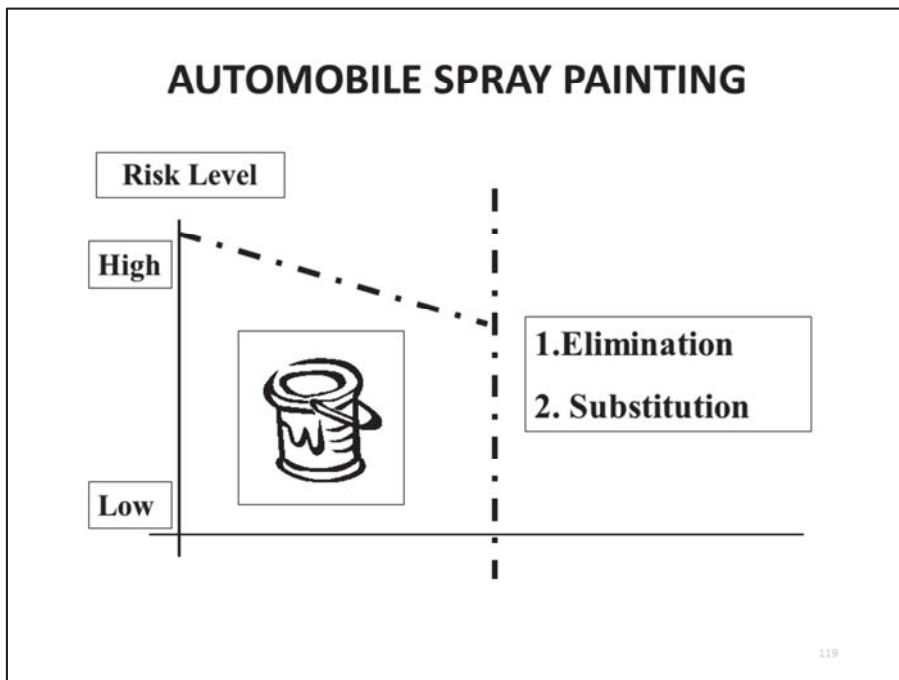 AUTOMOBILE SPRAY PAINTING
Risk Level
High
1.Elimination
2. Substitution
Low
119